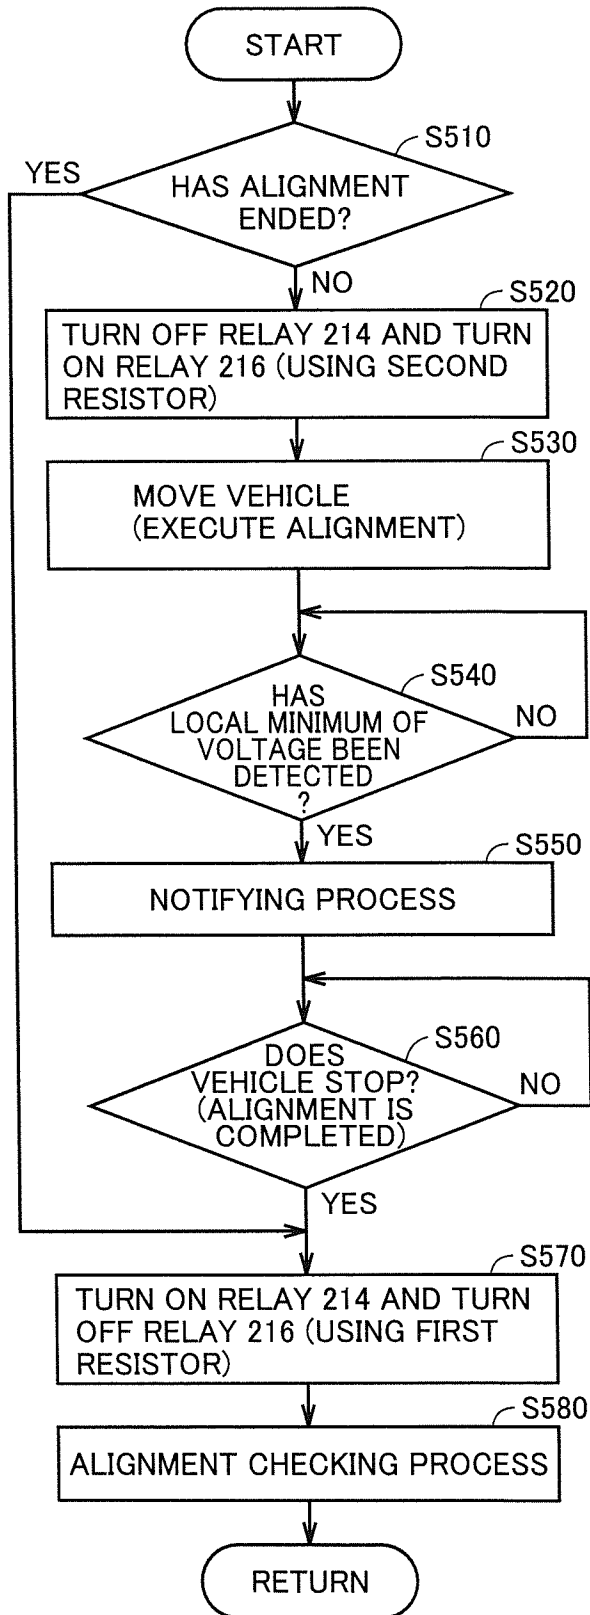 START
S510
YES
HAS ALIGNMENT
ENDED?
NO
S520
TURN OFF RELAY 214 AND TURN
ON RELAY 216 (USING SECOND
RESISTOR)
S530
MOVE VEHICLE
(EXECUTE ALIGNMENT)
S540
HAS
LOCAL MINIMUM OF
VOLTAGE BEEN
DETECTED
?
NO
YES
S550
NOTIFYING PROCESS
S560
DOES
VEHICLE STOP?
(ALIGNMENT IS
COMPLETED)
NO
YES
S570
TURN ON RELAY 214 AND TURN
OFF RELAY 216 (USING FIRST
RESISTOR)
S580
ALIGNMENT CHECKING PROCESS
RETURN